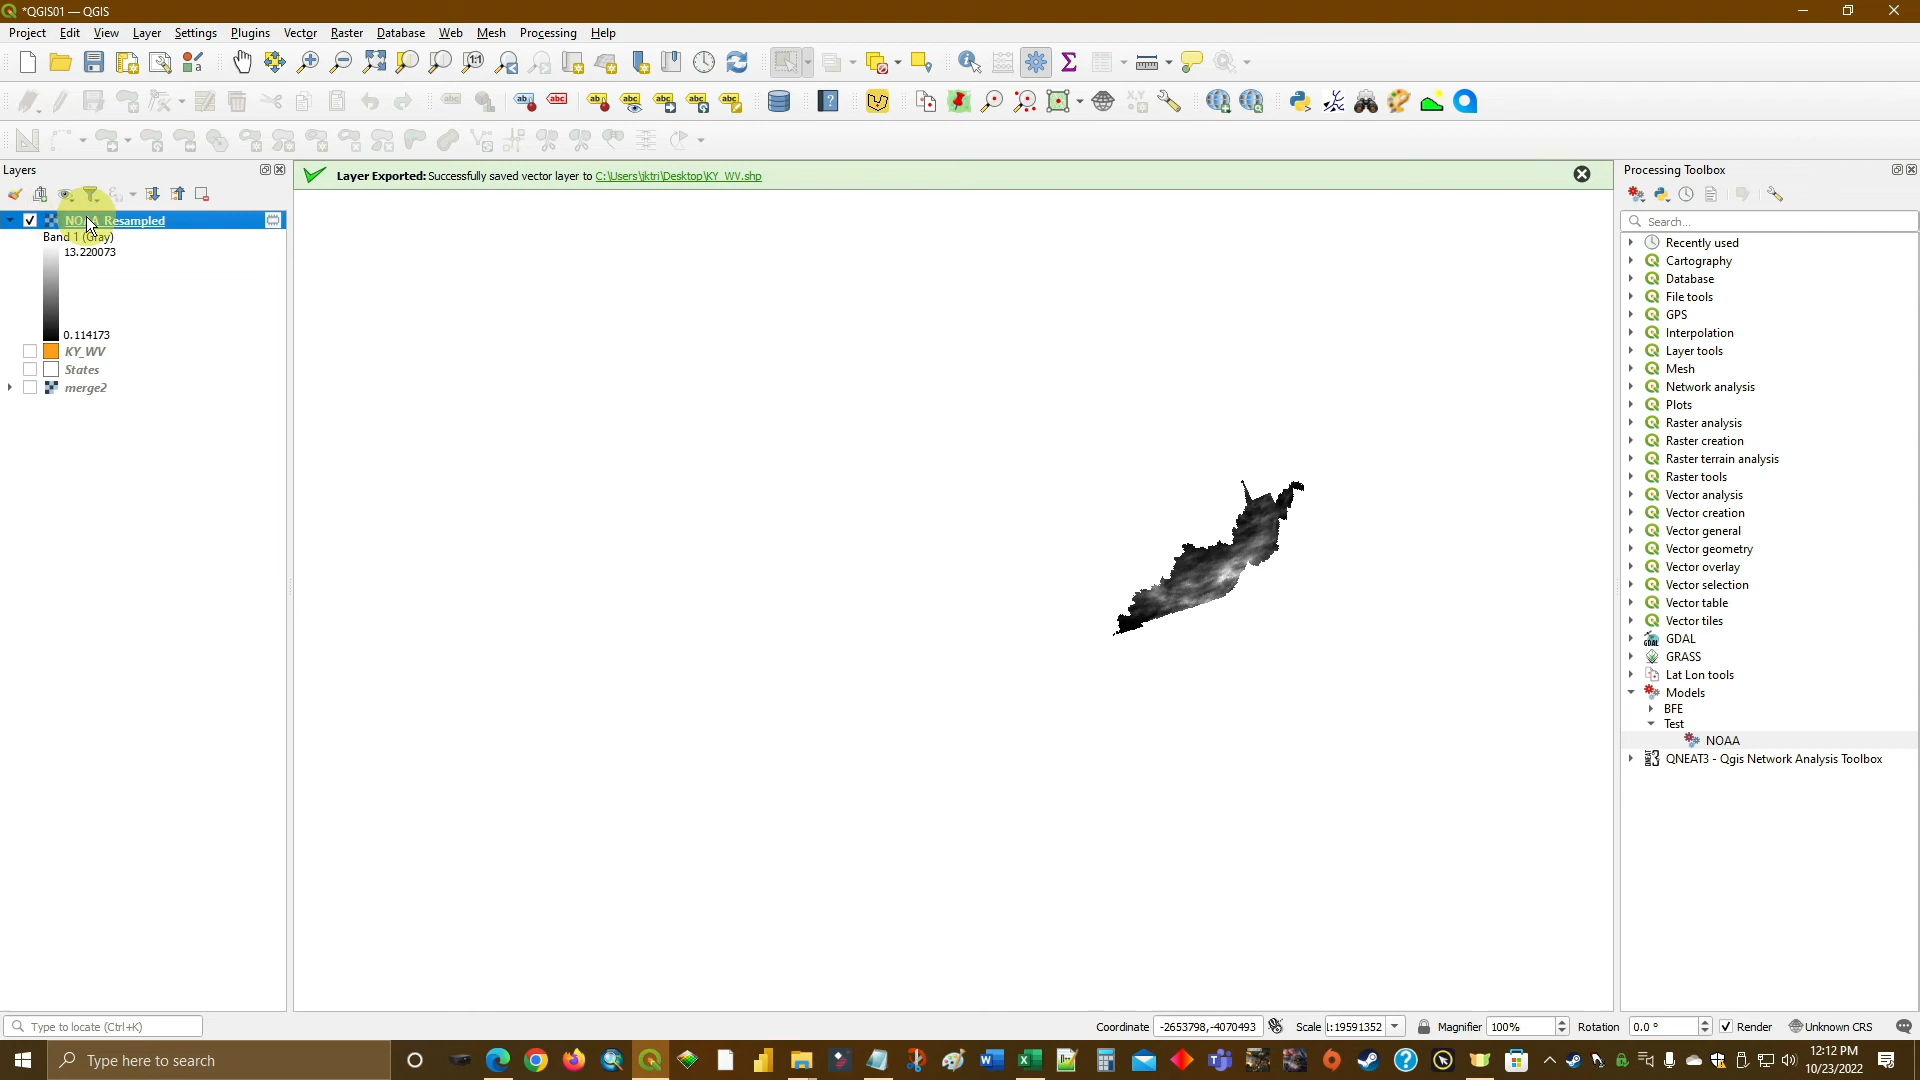 *QGIS01 — QGIS
Project Edit View Layer Settings Plugins Vector Raster Database Web Mesh Processing Help
Layers
NOAA Resampled
Band 1 (Gray)
13.220073
0.114173
KY_WV
States
merge2
Layer Exported: Successfully saved vector layer to C:\Users\jktri\Desktop\KY_WV.shp
Processing Toolbox
Search...
Recently used
Cartography
Database
File tools
GPS
Interpolation
Layer tools
Mesh
Network analysis
Plots
Raster analysis
Raster creation
Raster terrain analysis
Raster tools
Vector analysis
Vector creation
Vector general
Vector geometry
Vector overlay
Vector selection
Vector table
Vector tiles
GDAL
GRASS
Lat Lon tools
Models
BFE
Test
NOAA
QNEAT3 - Qgis Network Analysis Toolbox
Type to locate (Ctrl+K)
Coordinate -2653798,-4070493 Scale 1:19591352 Magnifier 100% Rotation 0.0 ° Render Unknown CRS
Type here to search
12:12 PM
10/23/2022